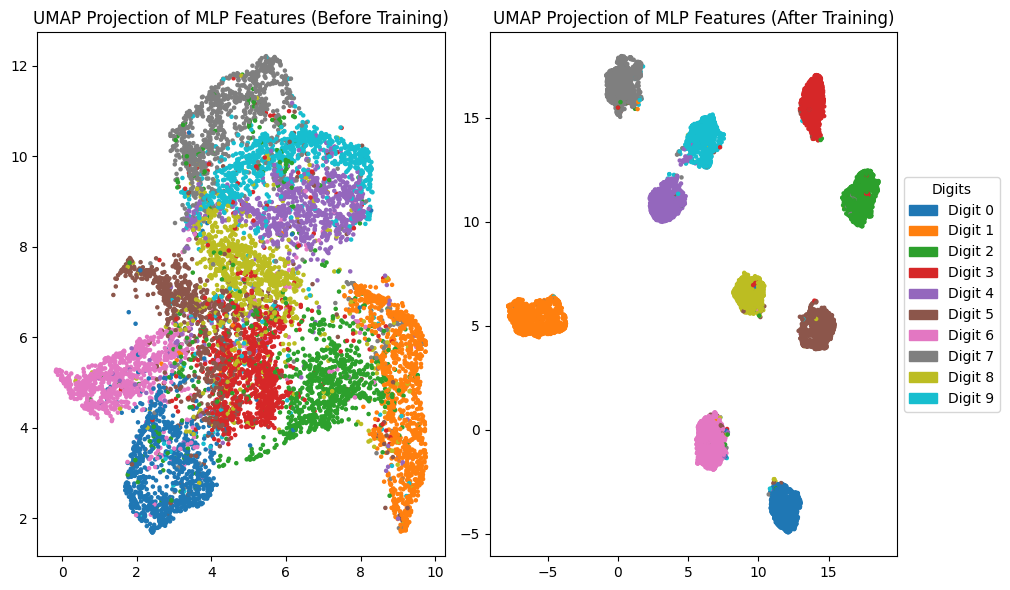 UMAP Projection of MLP Features (Before Training)
12
10
8
6
4
2
0
2
4
6
8
10
UMAP Projection of MLP Features (After Training)
15
10
5
0
−5
−5
0
5
10
15
Digits
Digit 0
Digit 1
Digit 2
Digit 3
Digit 4
Digit 5
Digit 6
Digit 7
Digit 8
Digit 9